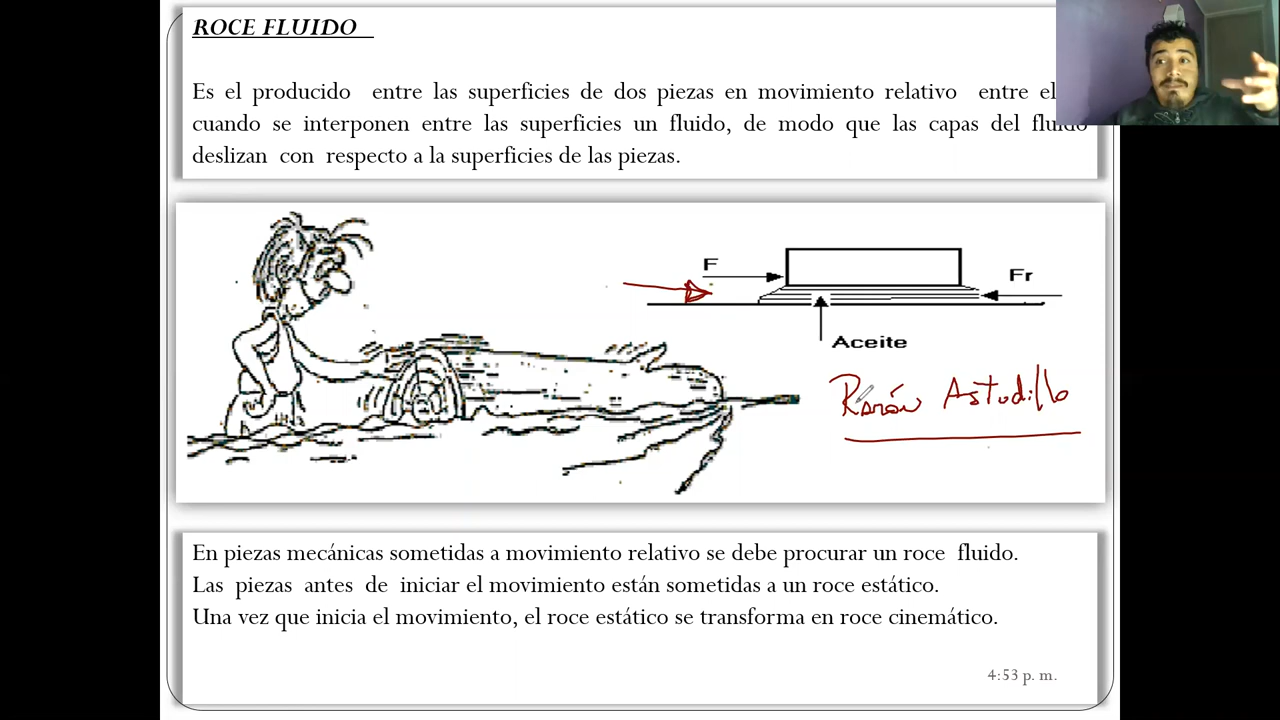 ROCE FLUIDO
Es el producido entre las superficies de dos piezas en movimiento relativo entre el
cuando se interponen entre las superficies un fluido, de modo que las capas del fluido
deslizan con respecto a la superficies de las piezas.
F
Fr
Aceite
Ramón Astudillo
En piezas mecánicas sometidas a movimiento relativo se debe procurar un roce fluido.
Las piezas antes de iniciar el movimiento están sometidas a un roce estático.
Una vez que inicia el movimiento, el roce estático se transforma en roce cinemático.
4:53 p. m.